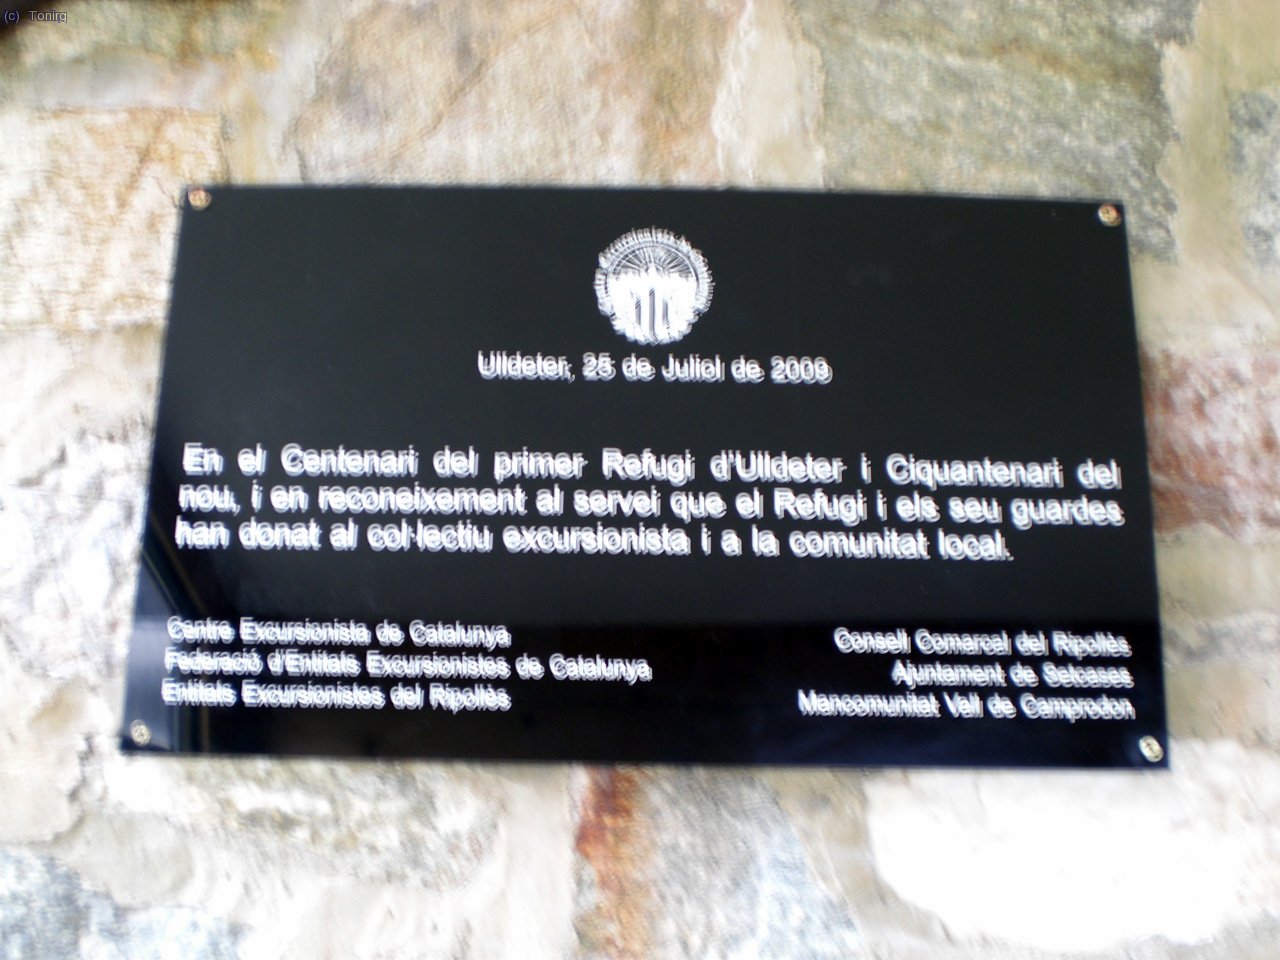 (c) Tonirg
Ulldeter, 25 de Juliol de 2009
En el Centenari del primer Refugi d'Ulldeter i Ciquantenari del
nou, i en reconeixement al servei que el Refugi i els seu guardes
han donat al col·lectiu excursionista i a la comunitat local.
Centre Excursionista de Catalunya
Federació d'Entitats Excursionistes de Catalunya
Entitats Excursionistes del Ripollès
Consell Comarcal del Ripollès
Ajuntament de Setcases
Mancomunitat Vall de Camprodon